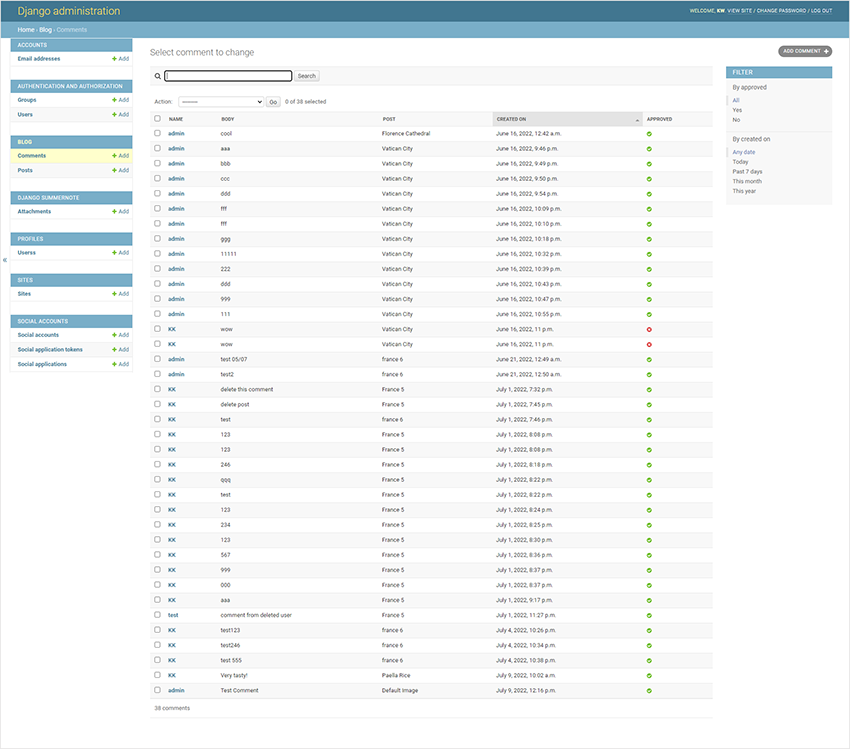 Django administration
WELCOME, KW. VIEW SITE / CHANGE PASSWORD / LOG OUT
Home › Blog › Comments
ACCOUNTS
Email addresses + Add
AUTHENTICATION AND AUTHORIZATION
Groups + Add
Users + Add
BLOG
Comments + Add
Posts + Add
DJANGO SUMMERNOTE
Attachments + Add
PROFILES
Userss + Add
SITES
Sites + Add
SOCIAL ACCOUNTS
Social accounts + Add
Social application tokens + Add
Social applications + Add
«
Select comment to change
ADD COMMENT +
Search
Action: --------- Go 0 of 38 selected
NAME BODY POST CREATED ON APPROVED
admin cool Florence Cathedral June 16, 2022, 12:42 a.m.
admin aaa Vatican City June 16, 2022, 9:46 p.m.
admin bbb Vatican City June 16, 2022, 9:49 p.m.
admin ccc Vatican City June 16, 2022, 9:50 p.m.
admin ddd Vatican City June 16, 2022, 9:54 p.m.
admin fff Vatican City June 16, 2022, 10:09 p.m.
admin fff Vatican City June 16, 2022, 10:10 p.m.
admin ggg Vatican City June 16, 2022, 10:18 p.m.
admin 11111 Vatican City June 16, 2022, 10:32 p.m.
admin 222 Vatican City June 16, 2022, 10:39 p.m.
admin ddd Vatican City June 16, 2022, 10:43 p.m.
admin 999 Vatican City June 16, 2022, 10:47 p.m.
admin 111 Vatican City June 16, 2022, 10:55 p.m.
KK wow Vatican City June 16, 2022, 11 p.m.
KK wow Vatican City June 16, 2022, 11 p.m.
admin test 05/07 france 6 June 21, 2022, 12:49 a.m.
admin test2 france 6 June 21, 2022, 12:50 a.m.
KK delete this comment France 5 July 1, 2022, 7:32 p.m.
KK delete post France 5 July 1, 2022, 7:45 p.m.
KK test france 6 July 1, 2022, 7:46 p.m.
KK 123 France 5 July 1, 2022, 8:08 p.m.
KK 123 France 5 July 1, 2022, 8:08 p.m.
KK 246 France 5 July 1, 2022, 8:18 p.m.
KK qqq France 5 July 1, 2022, 8:22 p.m.
KK test France 5 July 1, 2022, 8:22 p.m.
KK 123 France 5 July 1, 2022, 8:24 p.m.
KK 234 France 5 July 1, 2022, 8:25 p.m.
KK 123 France 5 July 1, 2022, 8:30 p.m.
KK 567 France 5 July 1, 2022, 8:36 p.m.
KK 999 France 5 July 1, 2022, 8:37 p.m.
KK 000 France 5 July 1, 2022, 8:37 p.m.
KK aaa France 5 July 1, 2022, 9:17 p.m.
test comment from deleted user France 5 July 1, 2022, 11:27 p.m.
KK test123 france 6 July 4, 2022, 10:26 p.m.
KK test246 france 6 July 4, 2022, 10:34 p.m.
KK test 555 france 6 July 4, 2022, 10:38 p.m.
KK Very tasty! Paella Rice July 9, 2022, 10:02 a.m.
admin Test Comment Default Image July 9, 2022, 12:16 p.m.
38 comments
FILTER
By approved
All
Yes
No
By created on
Any date
Today
Past 7 days
This month
This year